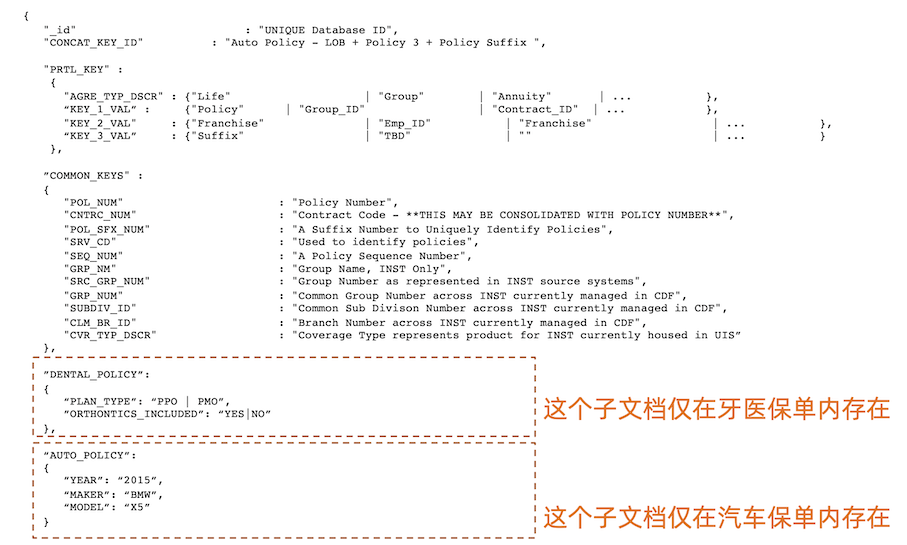 {
"_id" : "UNIQUE Database ID",
"CONCAT_KEY_ID" : "Auto Policy – LOB + Policy 3 + Policy Suffix ",
"PRTL_KEY" :
{
"AGRE_TYP_DSCR" : {"Life" | "Group" | "Annuity" | ... },
“KEY_1_VAL” : {"Policy" | "Group_ID" | "Contract_ID" | ... },
“KEY_2_VAL" : {"Franchise" | "Emp_ID" | "Franchise" | ... },
“KEY_3_VAL” : {"Suffix" | "TBD" | "" | ... }
},
”COMMON_KEYS" :
{
"POL_NUM" : "Policy Number",
"CNTRC_NUM" : "Contract Code – **THIS MAY BE CONSOLIDATED WITH POLICY NUMBER**",
"POL_SFX_NUM" : "A Suffix Number to Uniquely Identify Policies",
"SRV_CD" : "Used to identify policies",
"SEQ_NUM" : "A Policy Sequence Number",
"GRP_NM" : "Group Name, INST Only",
"SRC_GRP_NUM" : "Group Number as represented in INST source systems",
"GRP_NUM" : "Common Group Number across INST currently managed in CDF",
"SUBDIV_ID" : "Common Sub Divison Number across INST currently managed in CDF",
"CLM_BR_ID" : "Branch Number across INST currently managed in CDF",
"CVR_TYP_DSCR" : "Coverage Type represents product for INST currently housed in UIS”
},
"DENTAL_POLICY”:
{
“PLAN_TYPE”: “PPO | PMO”,
“ORTHONTICS_INCLUDED”: “YES|NO”
},
这个子文档仅在牙医保单内存在
“AUTO_POLICY”:
{
“YEAR”: “2015”,
“MAKER”: “BMW”,
“MODEL”: “X5”
}
这个子文档仅在汽车保单内存在